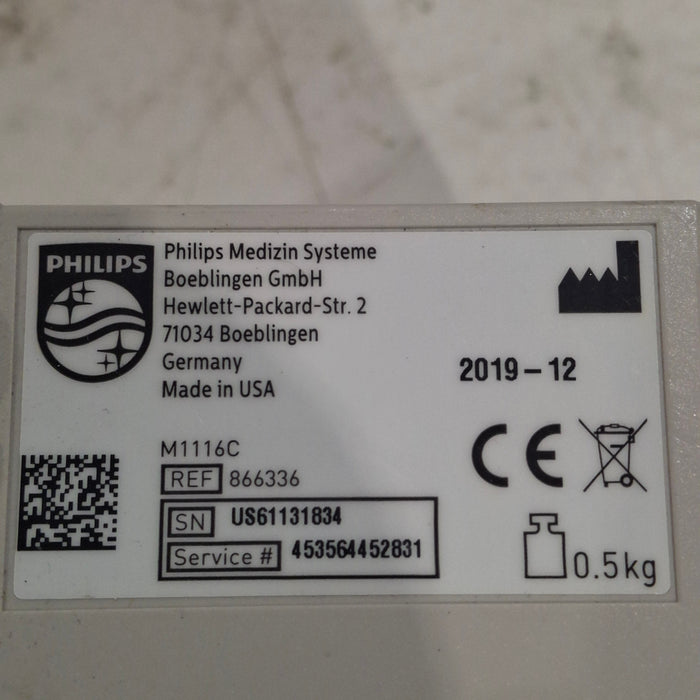 PHILIPS
Philips Medizin Systeme
Boeblingen GmbH
Hewlett-Packard-Str. 2
71034 Boeblingen
Germany
Made in USA
2019-12
M1116C
REF 866336
SN US61131834
Service # 453564452831
CE
0.5kg